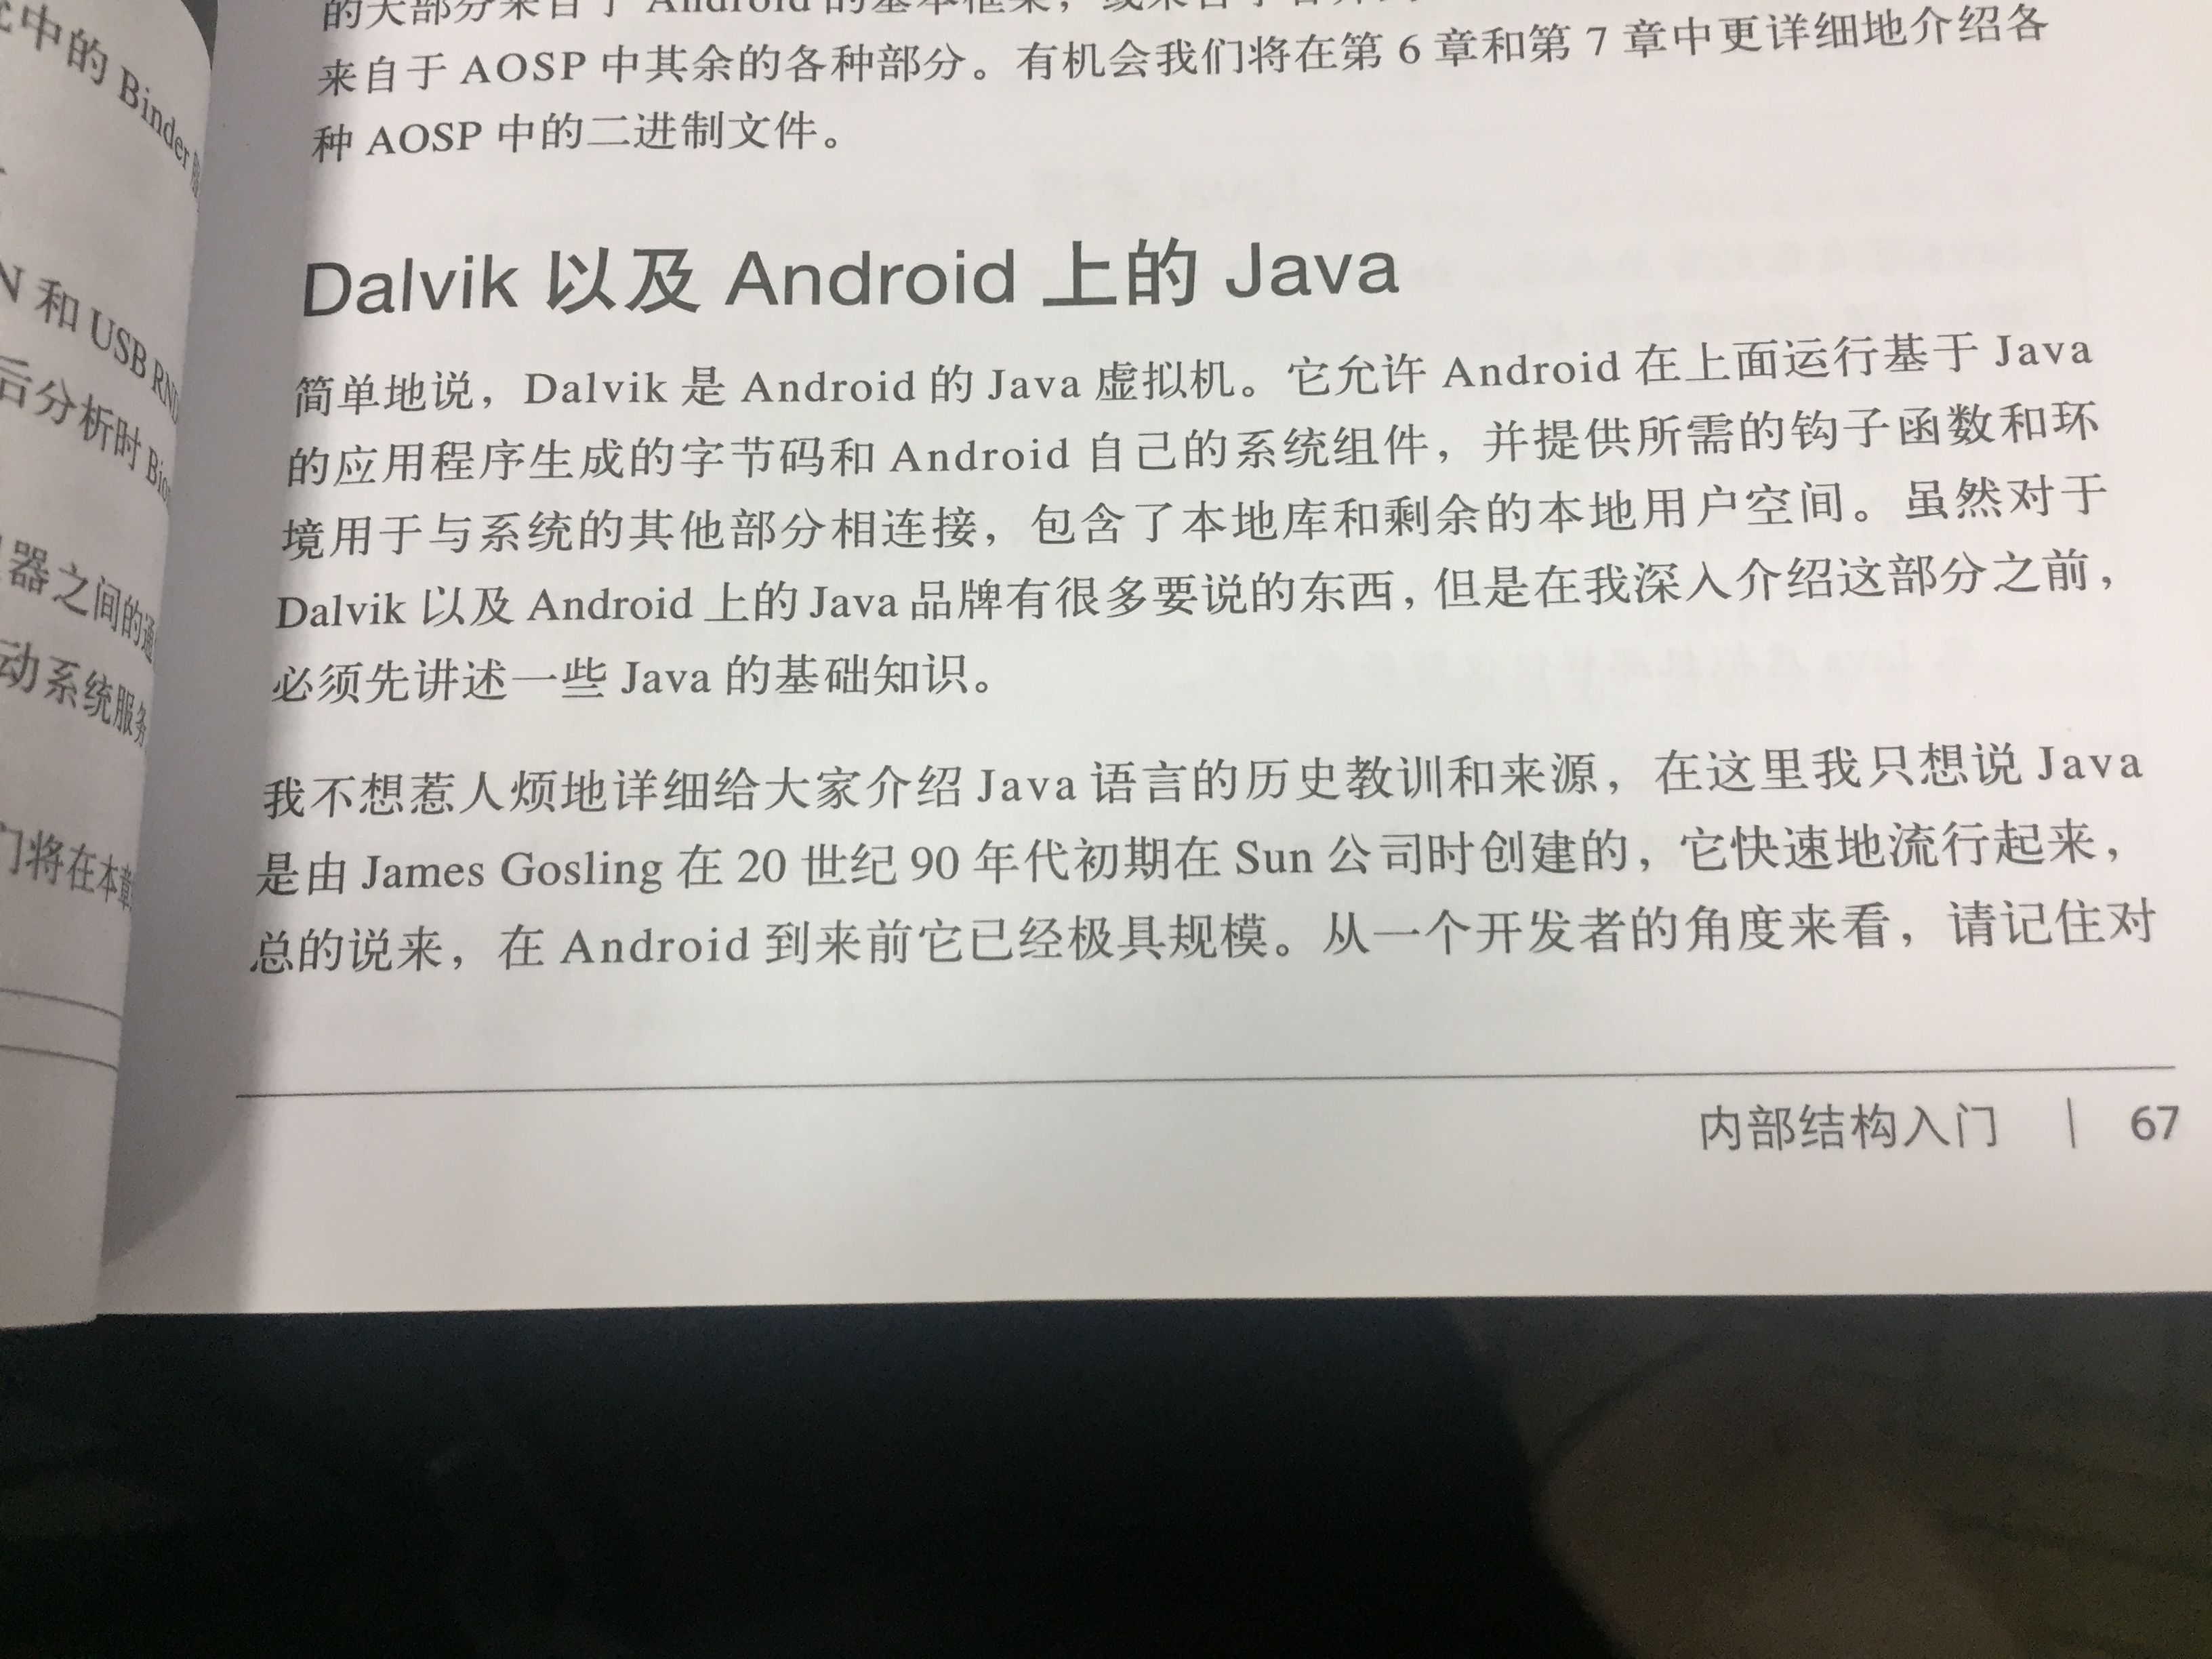 中的 Binder
N 和 USB RND
后分析时 Bio
器之间的通
动系统服务
门将在本章
的大部分来自于 Android 的基本框架，或来自于合并
来自于 AOSP 中其余的各种部分。有机会我们将在第 6 章和第 7 章中更详细地介绍各
种 AOSP 中的二进制文件。
Dalvik 以及 Android 上的 Java
简单地说，Dalvik 是 Android 的 Java 虚拟机。它允许 Android 在上面运行基于 Java
的应用程序生成的字节码和 Android 自己的系统组件，并提供所需的钩子函数和环
境用于与系统的其他部分相连接，包含了本地库和剩余的本地用户空间。虽然对于
Dalvik 以及 Android 上的 Java 品牌有很多要说的东西，但是在我深入介绍这部分之前，
必须先讲述一些 Java 的基础知识。
我不想惹人烦地详细给大家介绍 Java 语言的历史教训和来源，在这里我只想说 Java
是由 James Gosling 在 20 世纪 90 年代初期在 Sun 公司时创建的，它快速地流行起来，
总的说来，在 Android 到来前它已经极具规模。从一个开发者的角度来看，请记住对
内部结构入门 | 67